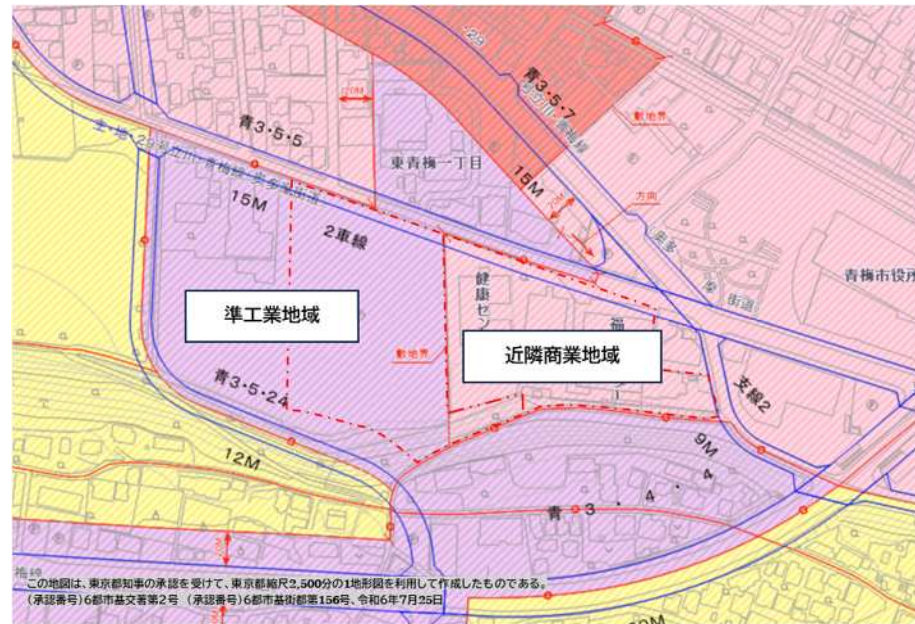 青3・5・7
敷地界
青3・5・5
20M
東青梅一丁目
15M
20M
方向
15M
2車線
青梅市役所
街道
健康セン
準工業地域
近隣商業地域
敷地界
支線2
青3・5・24
9M
12M
青3・4・4
梅線
この地図は、東京都知事の承認を受けて、東京都縮尺2,500分の1地形図を利用して作成したものである。
(承認番号)6都市基交著第2号 (承認番号)6都市基街都第156号、令和6年7月25日